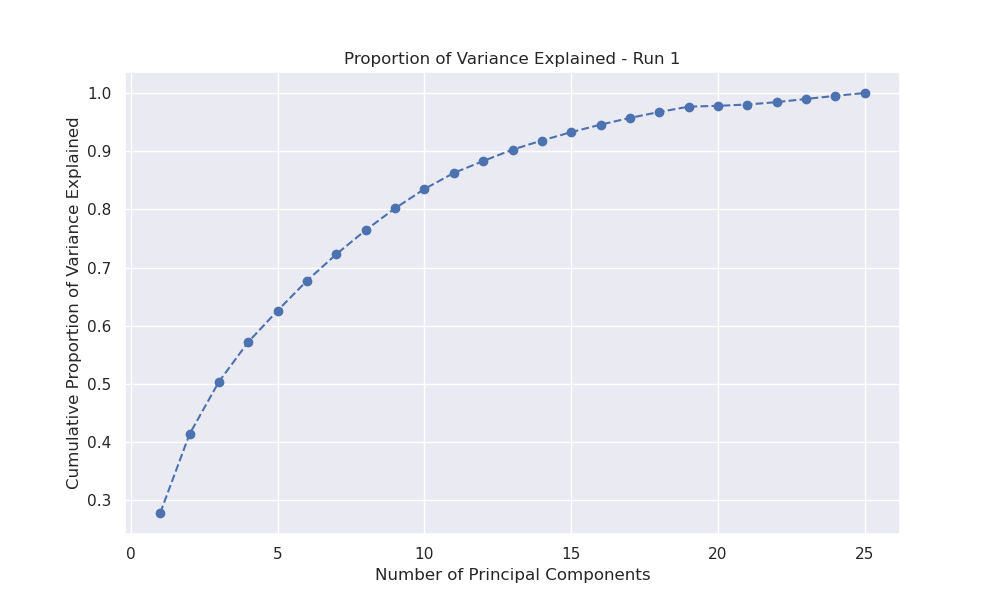 Proportion of Variance Explained - Run 1
1.0
0.9
0.8
0.7
0.6
0.5
0.4
0.3
Cumulative Proportion of Variance Explained
0 5 10 15 20 25
Number of Principal Components